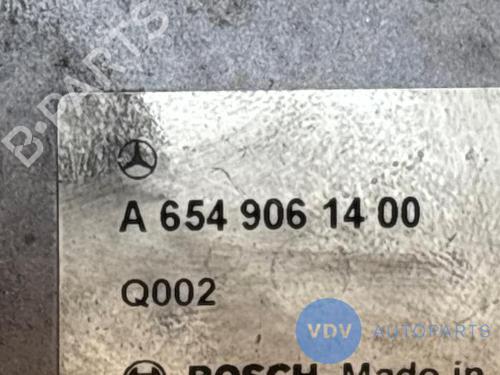 B-PARTS
A 654 906 14 00
Q002
VDV AUTOPARTS
BOSCH Made in